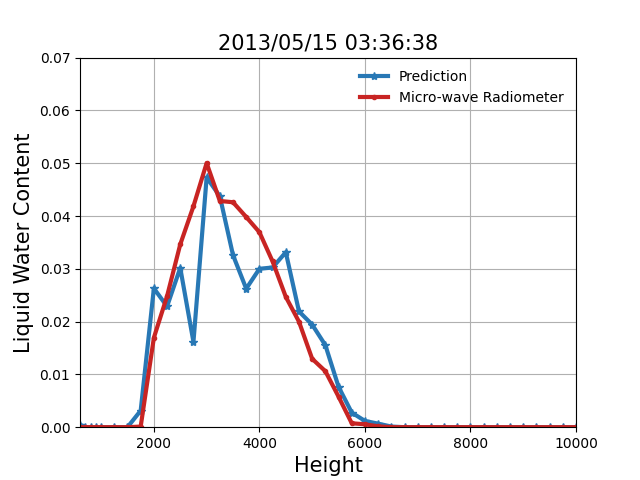 2013/05/15 03:36:38
Prediction
Micro-wave Radiometer
Liquid Water Content
0.07
0.06
0.05
0.04
0.03
0.02
0.01
0.00
2000 4000 6000 8000 10000
Height